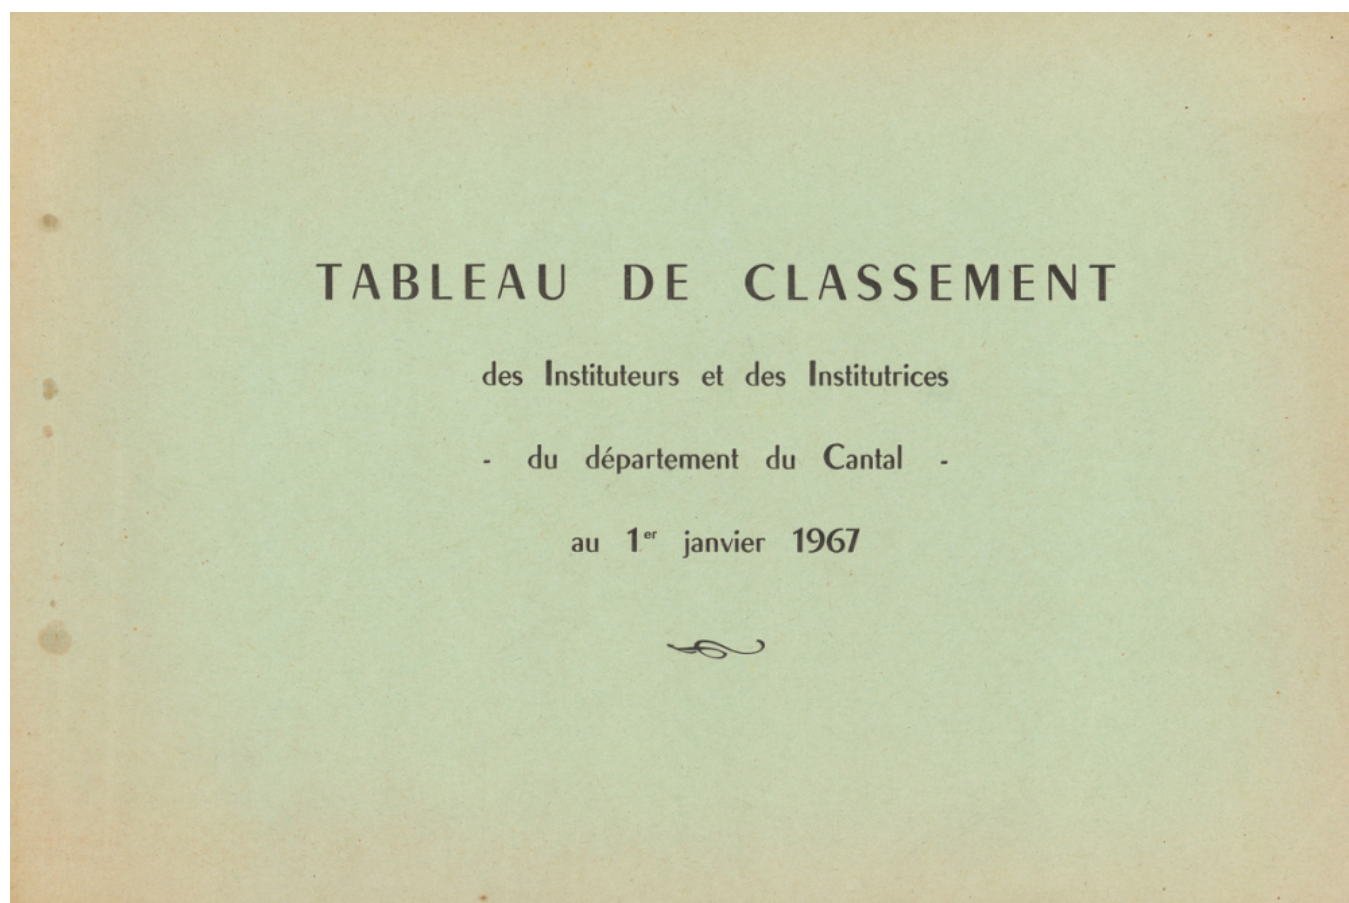 TABLEAU DE CLASSEMENT
des Instituteurs et des Institutrices
- du département du Cantal -
au 1er janvier 1967